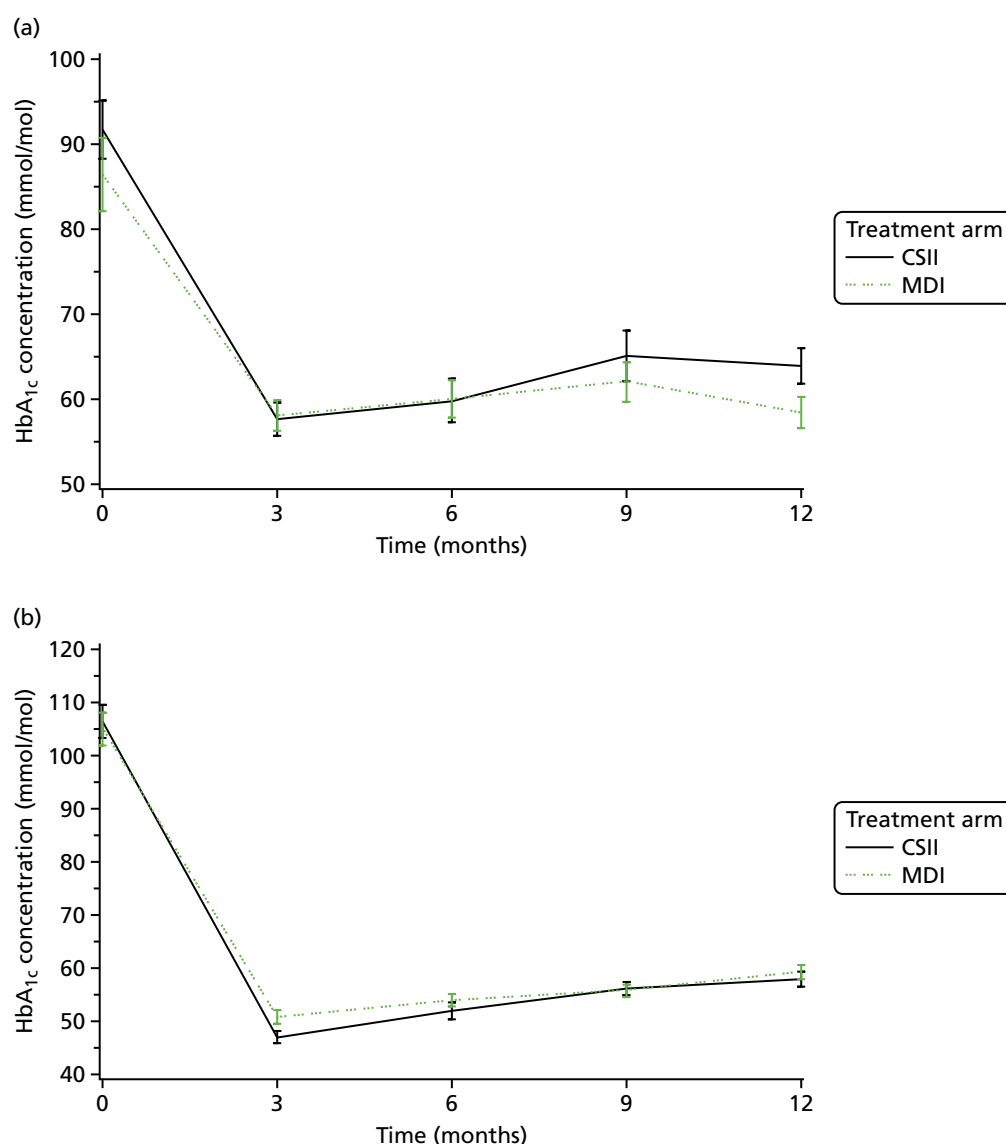 (a)
100
90
80
70
60
50
HbA1c concentration (mmol/mol)
0 3 6 9 12
Time (months)
Treatment arm
CSII
MDI
(b)
120
110
100
90
80
70
60
50
40
HbA1c concentration (mmol/mol)
0 3 6 9 12
Time (months)
Treatment arm
CSII
MDI